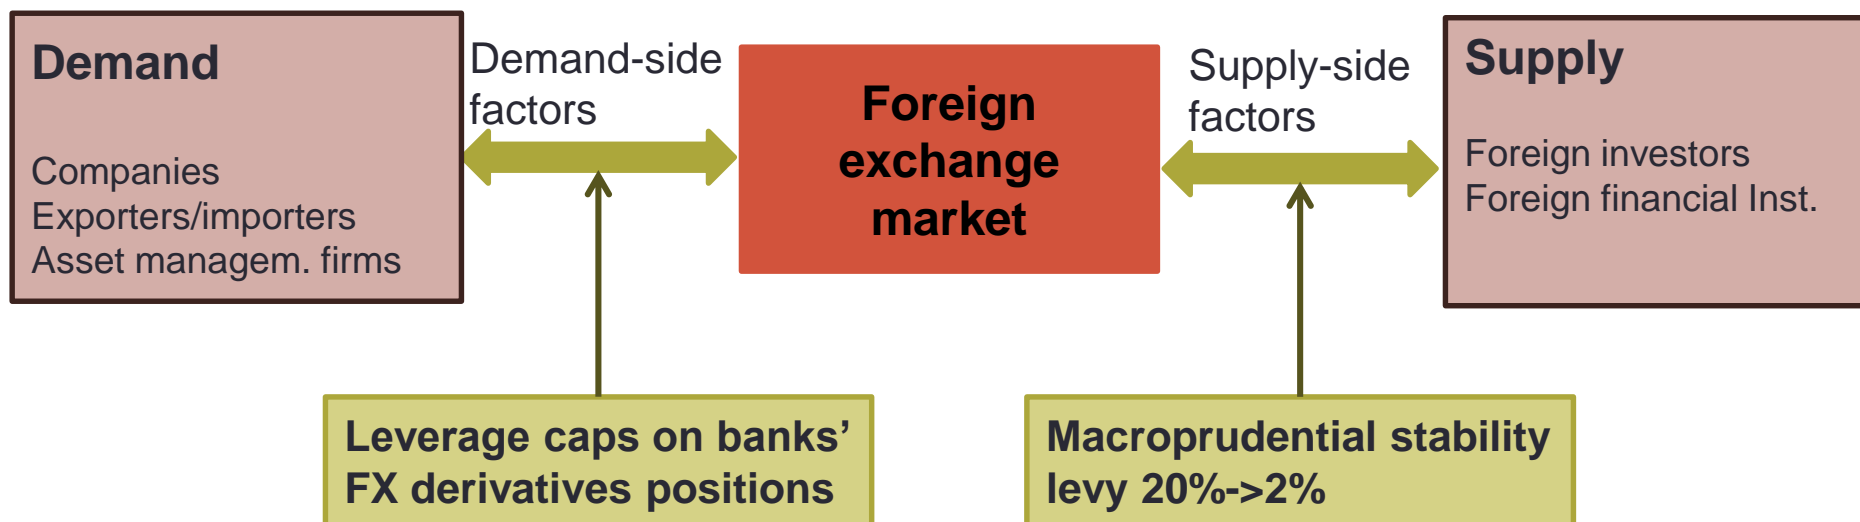 Demand
Companies
Exporters/importers
Asset managem. firms
Demand-side
factors
Foreign
exchange
market
Supply-side
factors
Supply
Foreign investors
Foreign financial Inst.
Leverage caps on banks’
FX derivatives positions
Macroprudential stability
levy 20%->2%